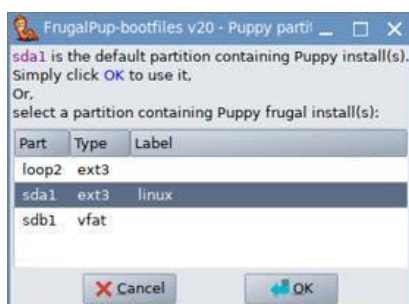 FrugalPup-bootfiles v20 - Puppy partit
sda1 is the default partition containing Puppy install(s).
Simply click OK to use it,
Or,
select a partition containing Puppy frugal install(s):
Part Type Label
loop2 ext3
sda1 ext3 linux
sdb1 vfat
Cancel OK